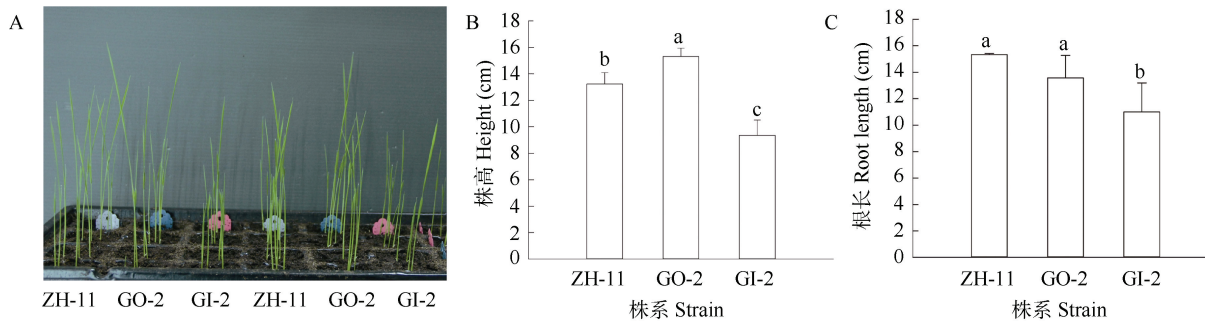 A
ZH-11 GO-2 GI-2 ZH-11 GO-2 GI-2
B
株高 Height (cm)
18
16
14
12
10
8
6
4
2
0
b
a
c
ZH-11 GO-2 GI-2
株系 Strain
C
根长 Root length (cm)
18
16
14
12
10
8
6
4
2
0
a
a
b
ZH-11 GO-2 GI-2
株系 Strain